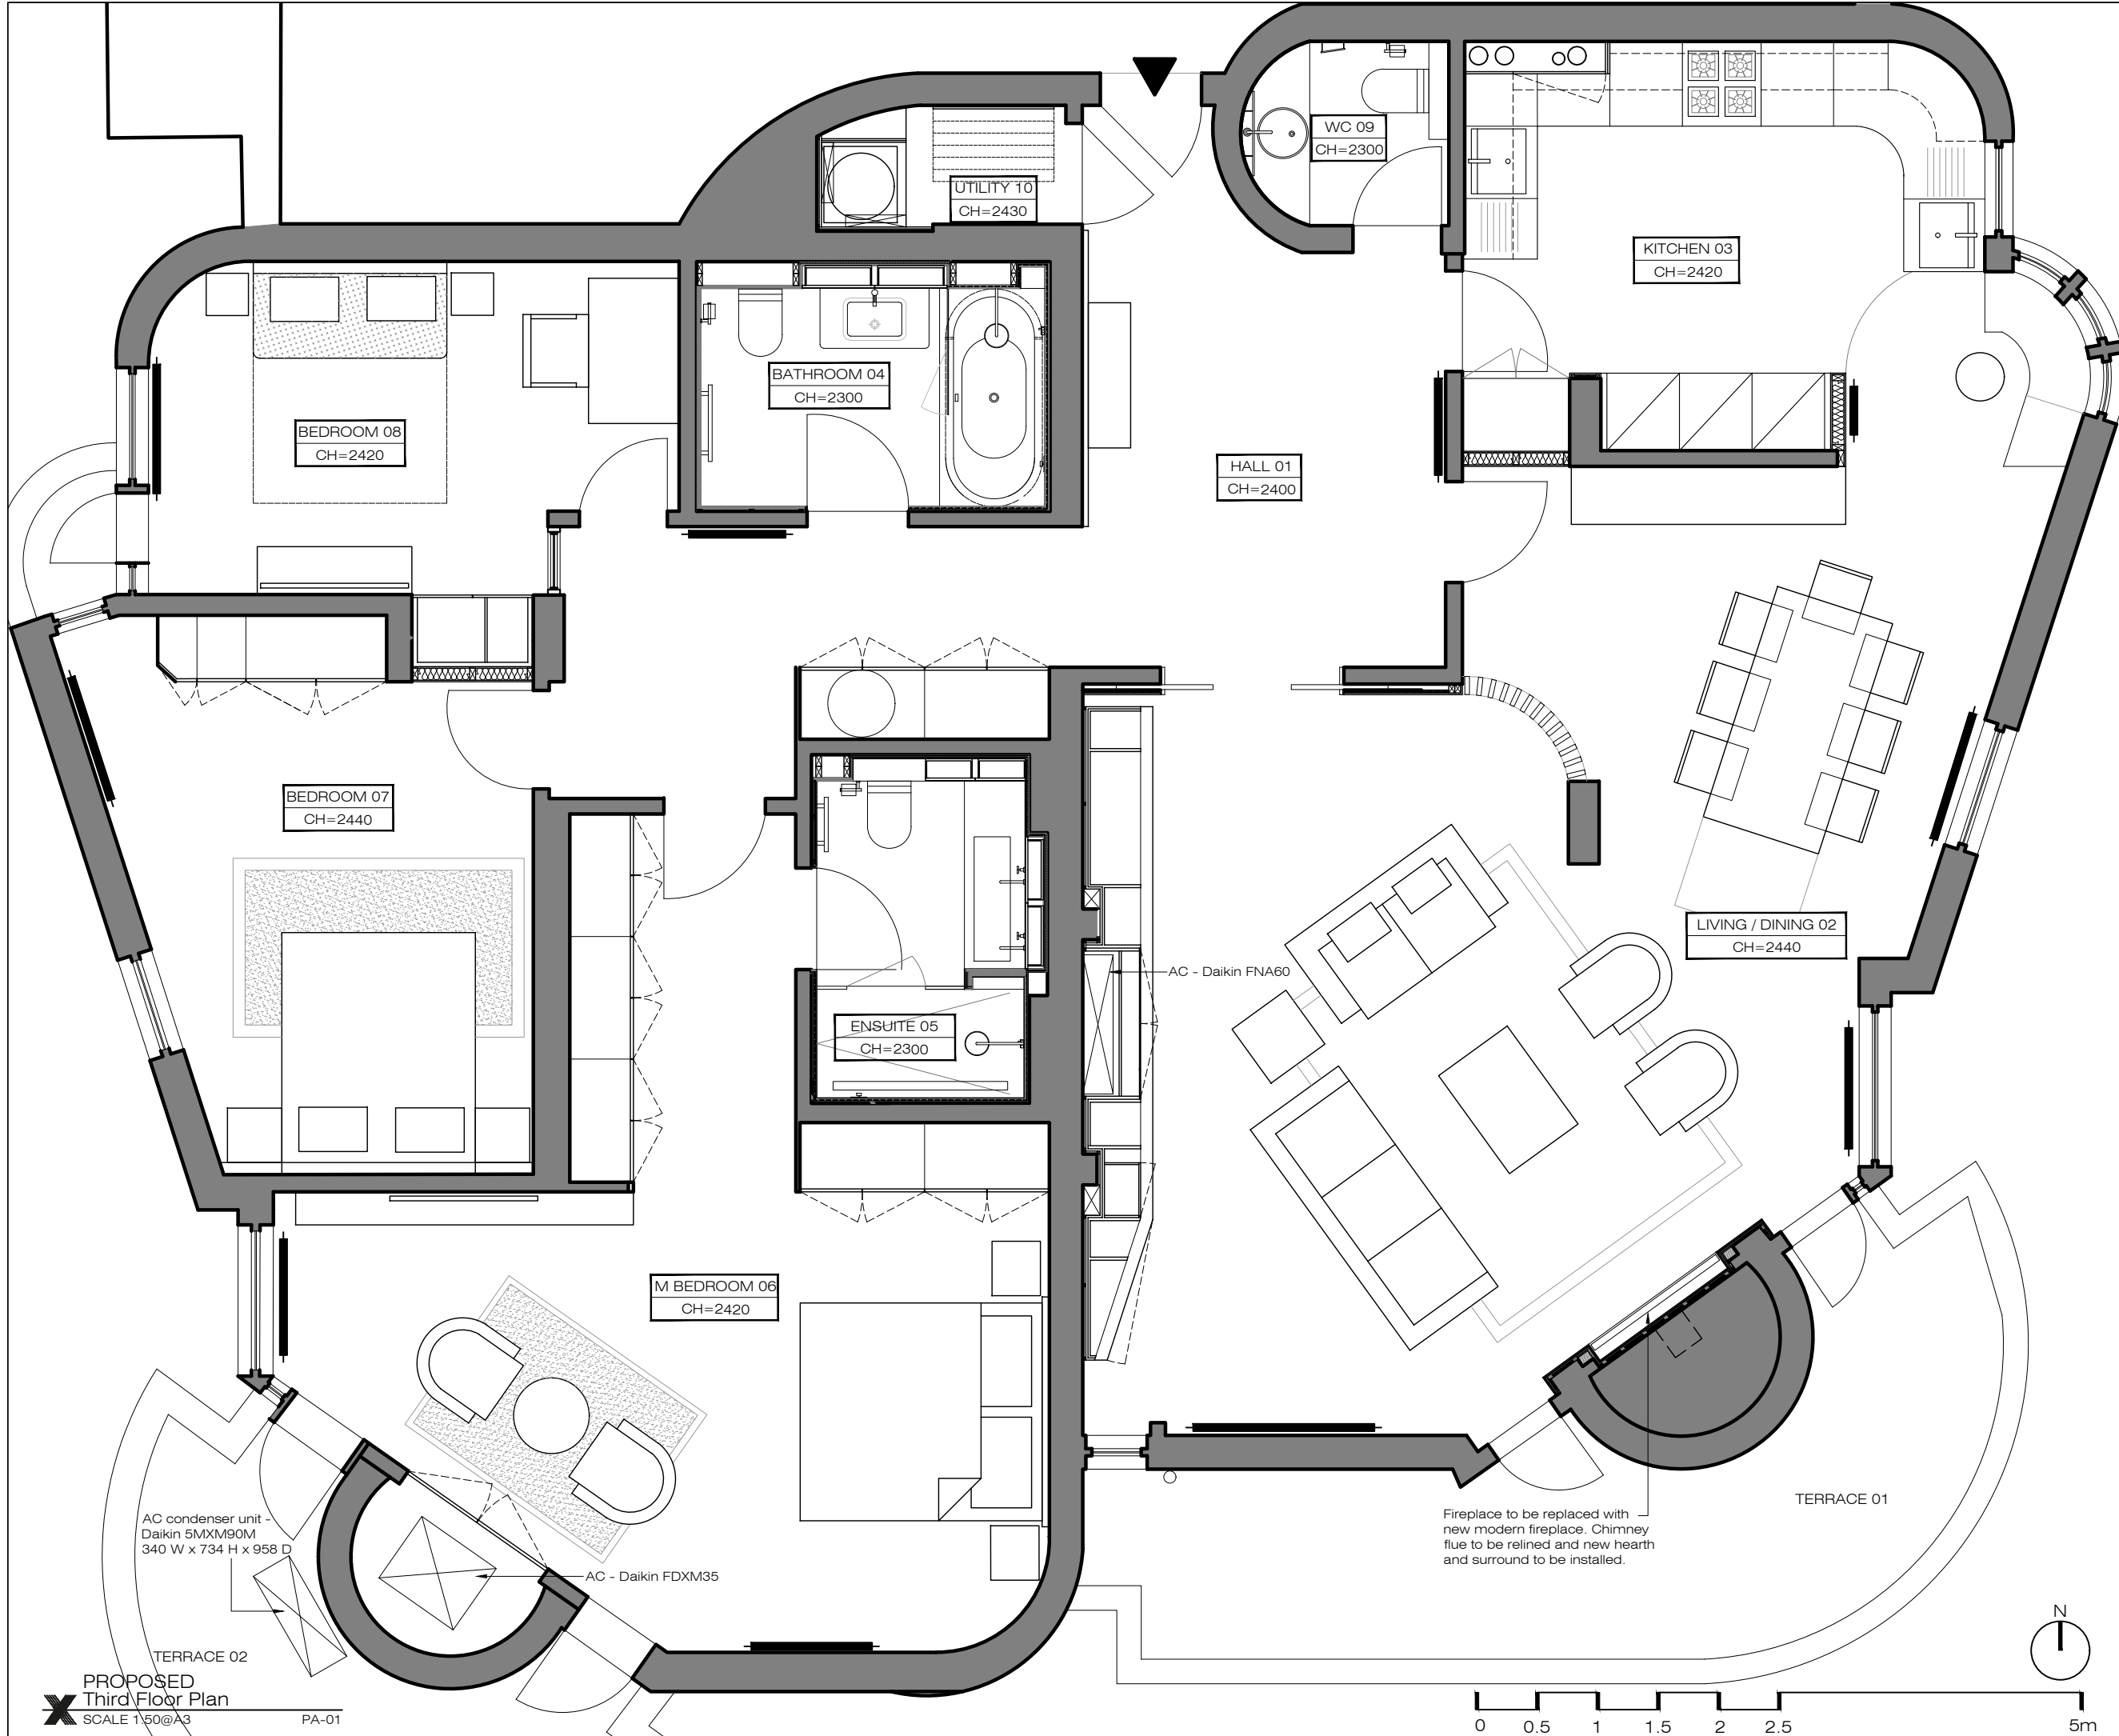 WC 09
CH=2300
UTILITY 10
CH=2430
KITCHEN 03
CH=2420
BATHROOM 04
CH=2300
BEDROOM 08
CH=2420
HALL 01
CH=2400
BEDROOM 07
CH=2440
LIVING / DINING 02
CH=2440
AC - Daikin FNA60
ENSUITE 05
CH=2300
M BEDROOM 06
CH=2420
AC condenser unit -
Daikin 5MXM90M
340 W x 734 H x 958 D
AC - Daikin FDXM35
Fireplace to be replaced with
new modern fireplace. Chimney
flue to be relined and new hearth
and surround to be installed.
TERRACE 01
TERRACE 02
N
PROPOSED
Third Floor Plan
SCALE 1:50@A3 PA-01
0 0.5 1 1.5 2 2.5 5m